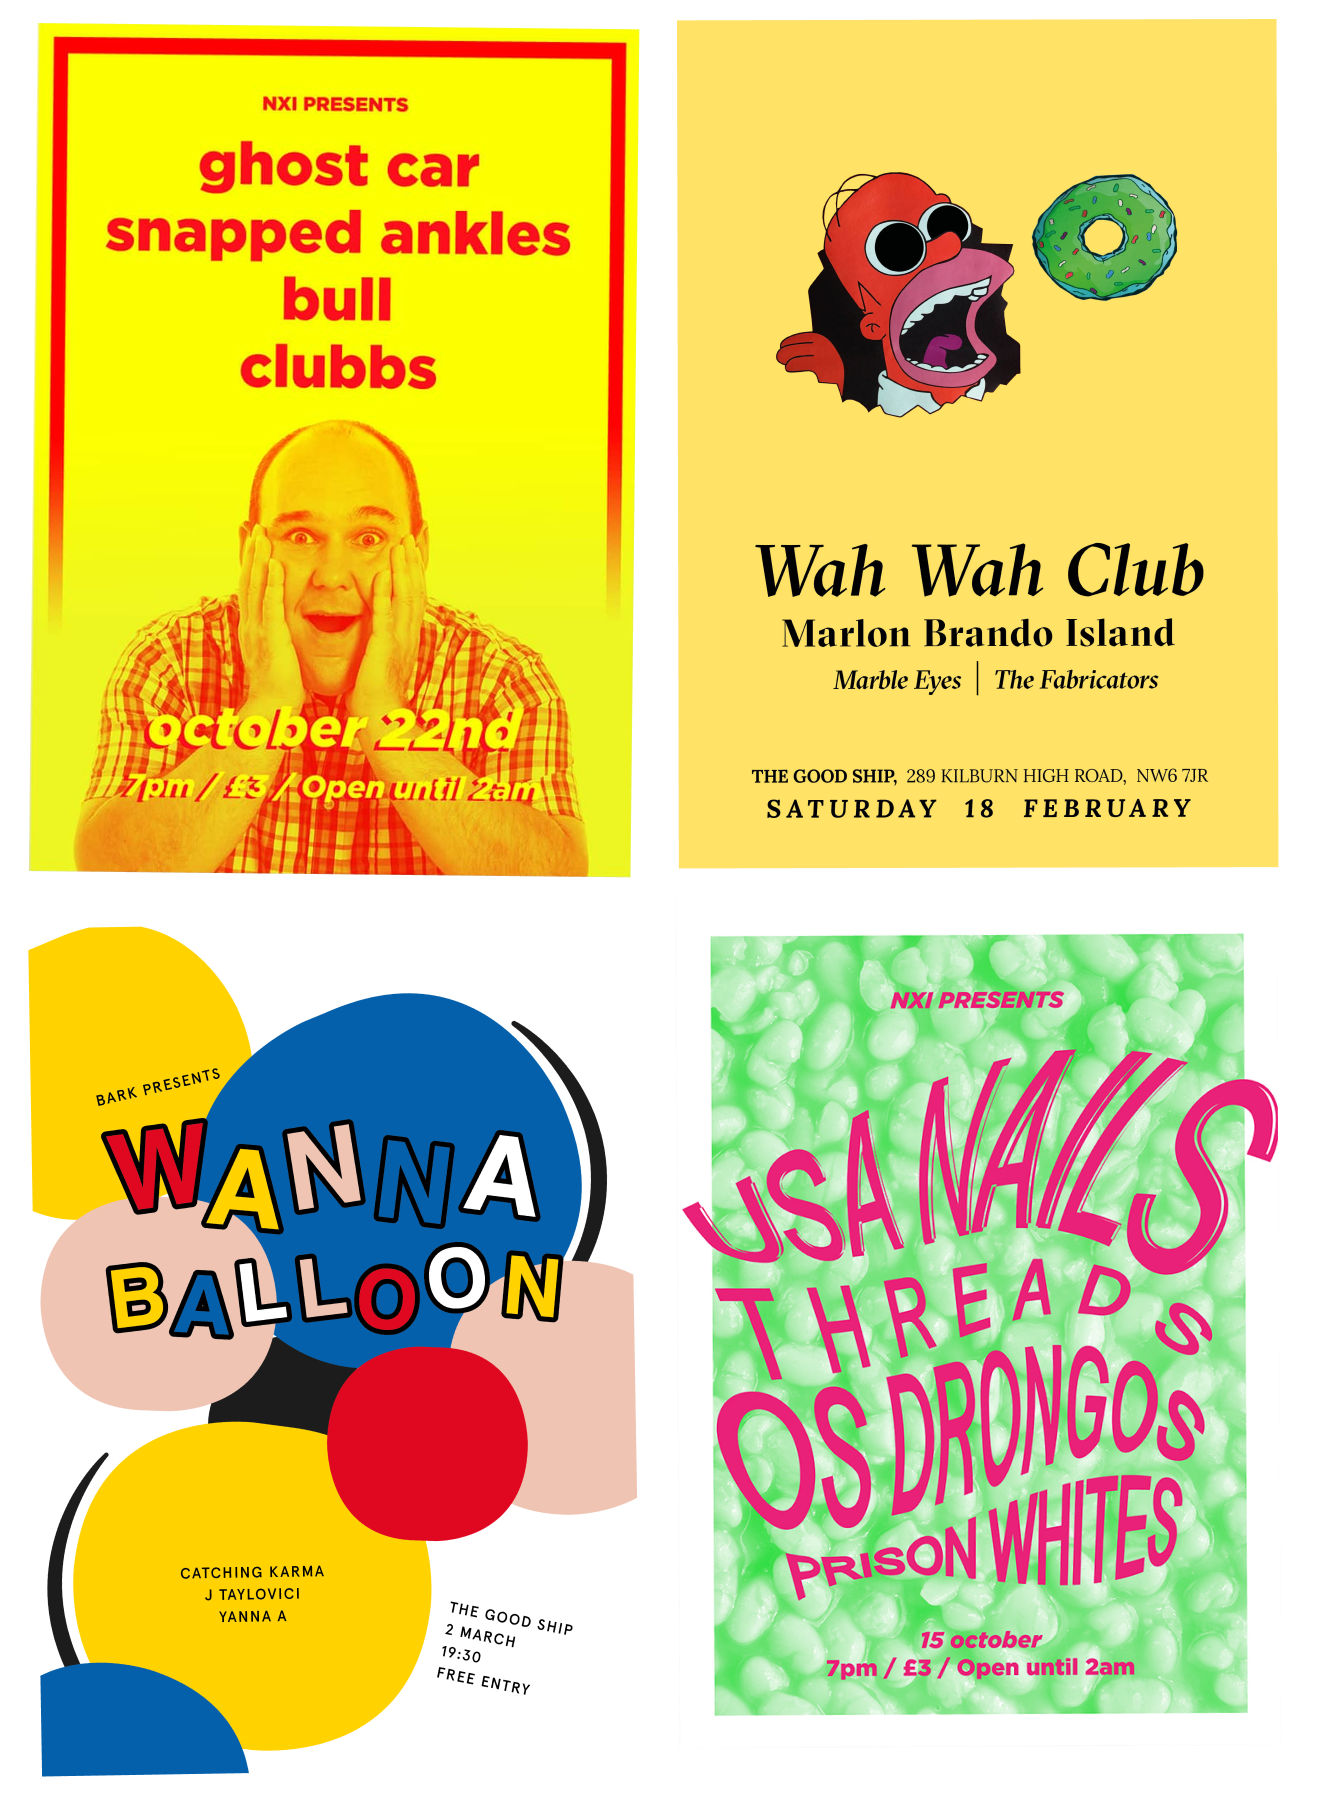 NXI PRESENTS
ghost car
snapped ankles
bull
clubbs
october 22nd
7pm / £3 / Open until 2am
Wah Wah Club
Marlon Brando Island
Marble Eyes | The Fabricators
THE GOOD SHIP, 289 KILBURN HIGH ROAD, NW6 7JR
SATURDAY 18 FEBRUARY
BARK PRESENTS
WANNA
BALLOON
CATCHING KARMA
J TAYLOVICI
YANNA A
THE GOOD SHIP
2 MARCH
19:30
FREE ENTRY
NXI PRESENTS
USA NAILS
THREADS
OS DRONGOS
PRISON WHITES
15 october
7pm / £3 / Open until 2am